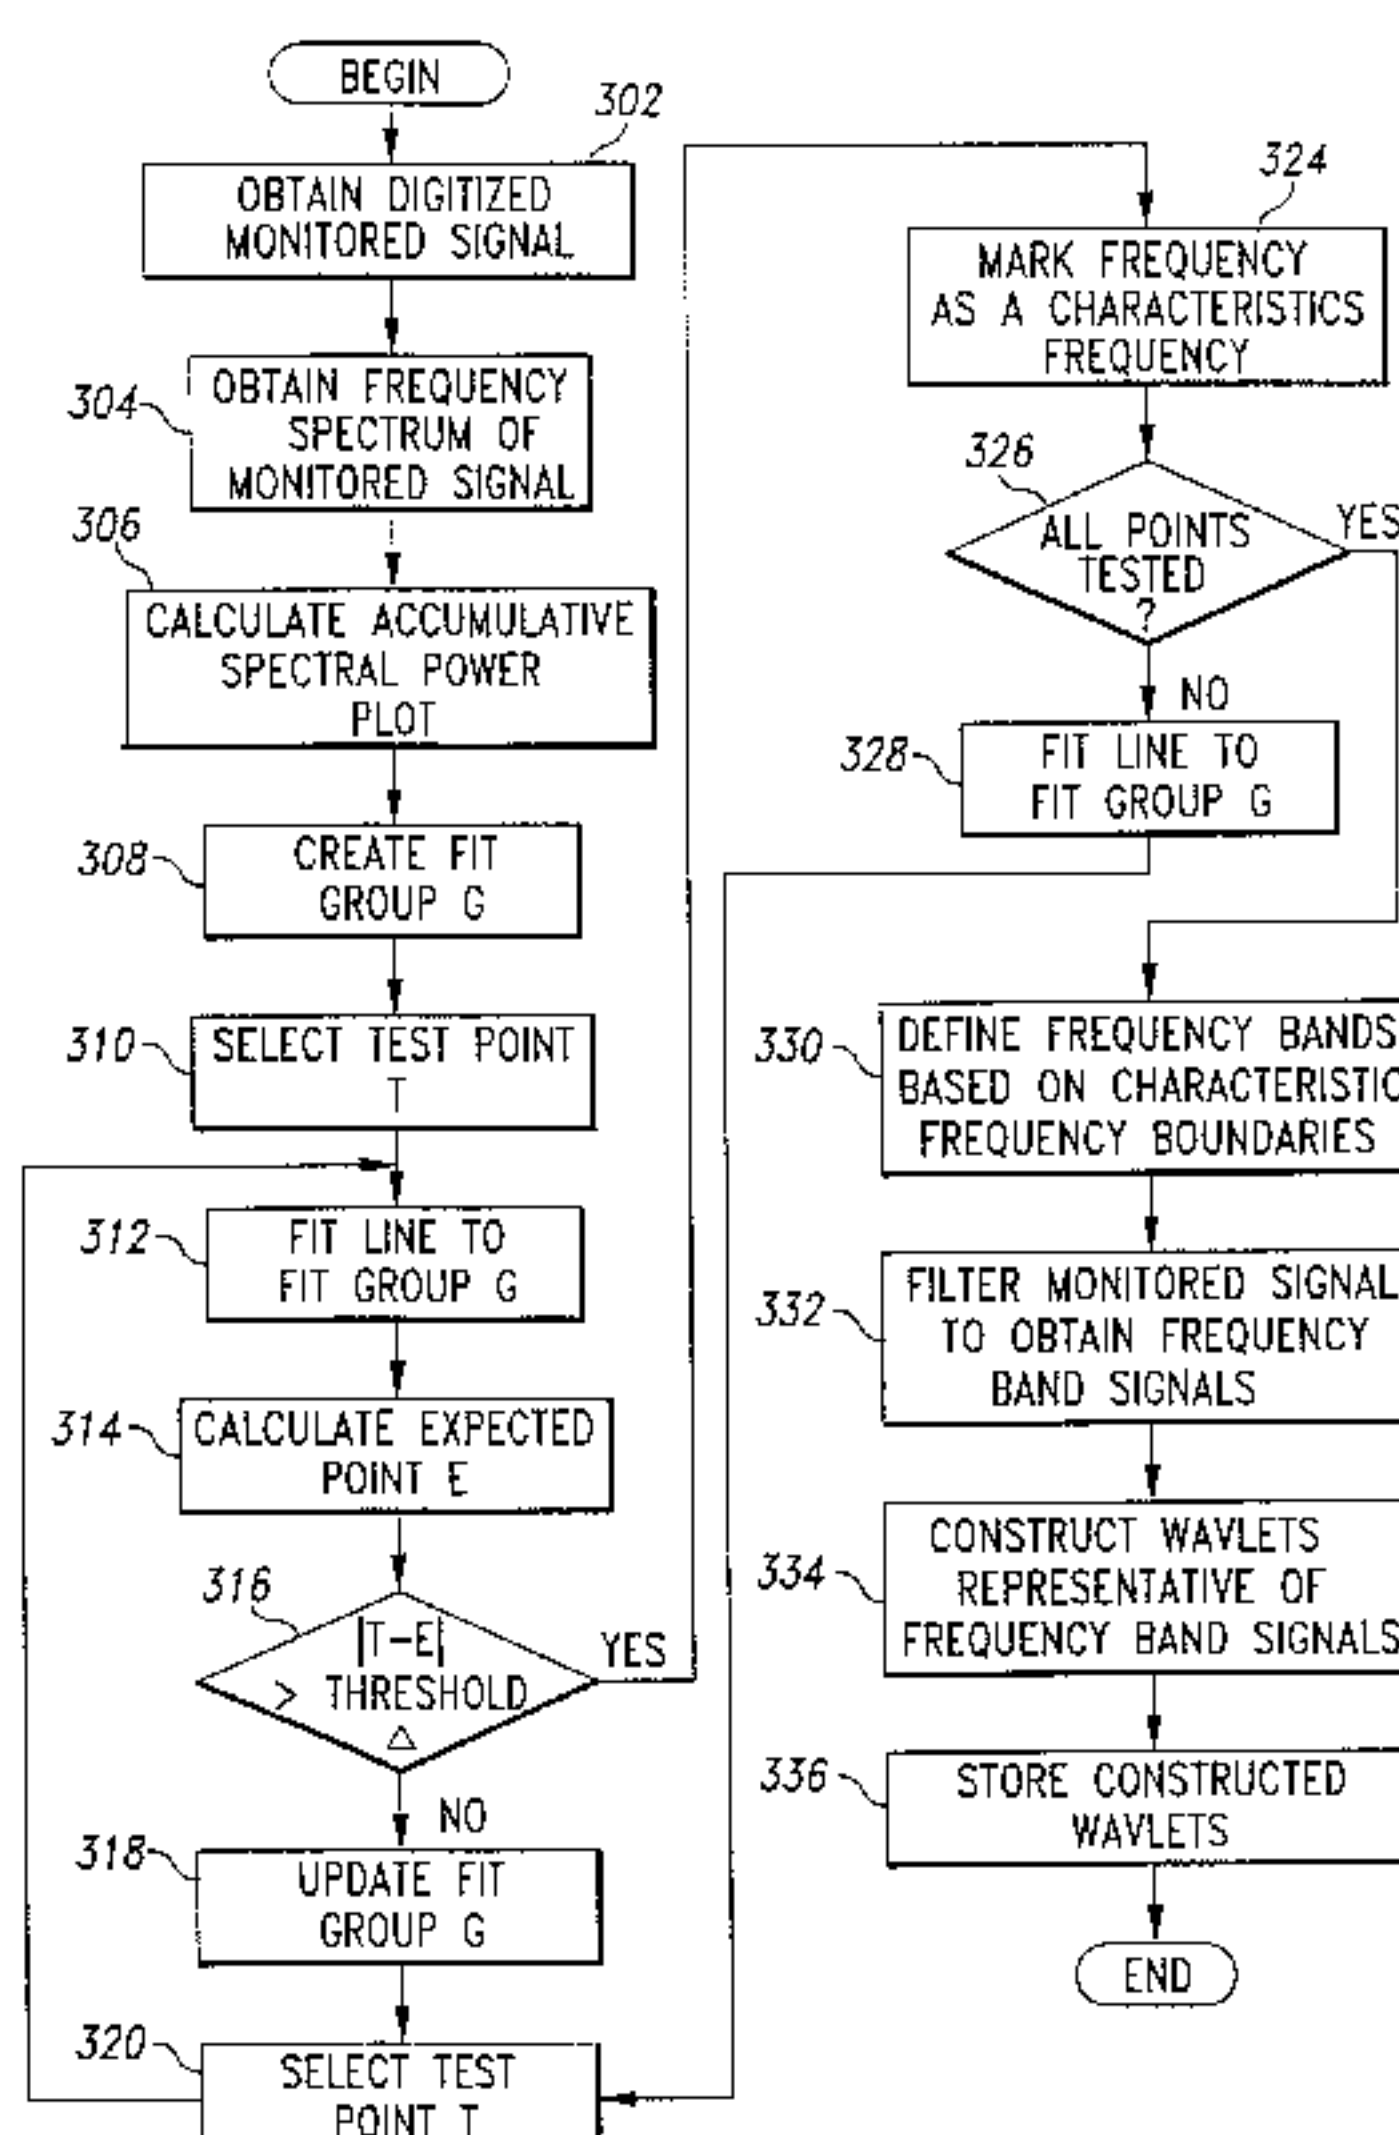 BEGIN
302
OBTAIN DIGITIZED
MONITORED SIGNAL
304
OBTAIN FREQUENCY
SPECTRUM OF
MONITORED SIGNAL
306
CALCULATE ACCUMULATIVE
SPECTRAL POWER
PLOT
308
CREATE FIT
GROUP G
310
SELECT TEST POINT
T
312
FIT LINE TO
FIT GROUP G
314
CALCULATE EXPECTED
POINT E
316
|T-E|
> THRESHOLD
△
YES
NO
318
UPDATE FIT
GROUP G
320
SELECT TEST
POINT T
324
MARK FREQUENCY
AS A CHARACTERISTICS
FREQUENCY
326
ALL POINTS
TESTED
?
YES
NO
328
FIT LINE TO
FIT GROUP G
330
DEFINE FREQUENCY BANDS
BASED ON CHARACTERISTIC
FREQUENCY BOUNDARIES
332
FILTER MONITORED SIGNAL
TO OBTAIN FREQUENCY
BAND SIGNALS
334
CONSTRUCT WAVLETS
REPRESENTATIVE OF
FREQUENCY BAND SIGNALS
336
STORE CONSTRUCTED
WAVLETS
END